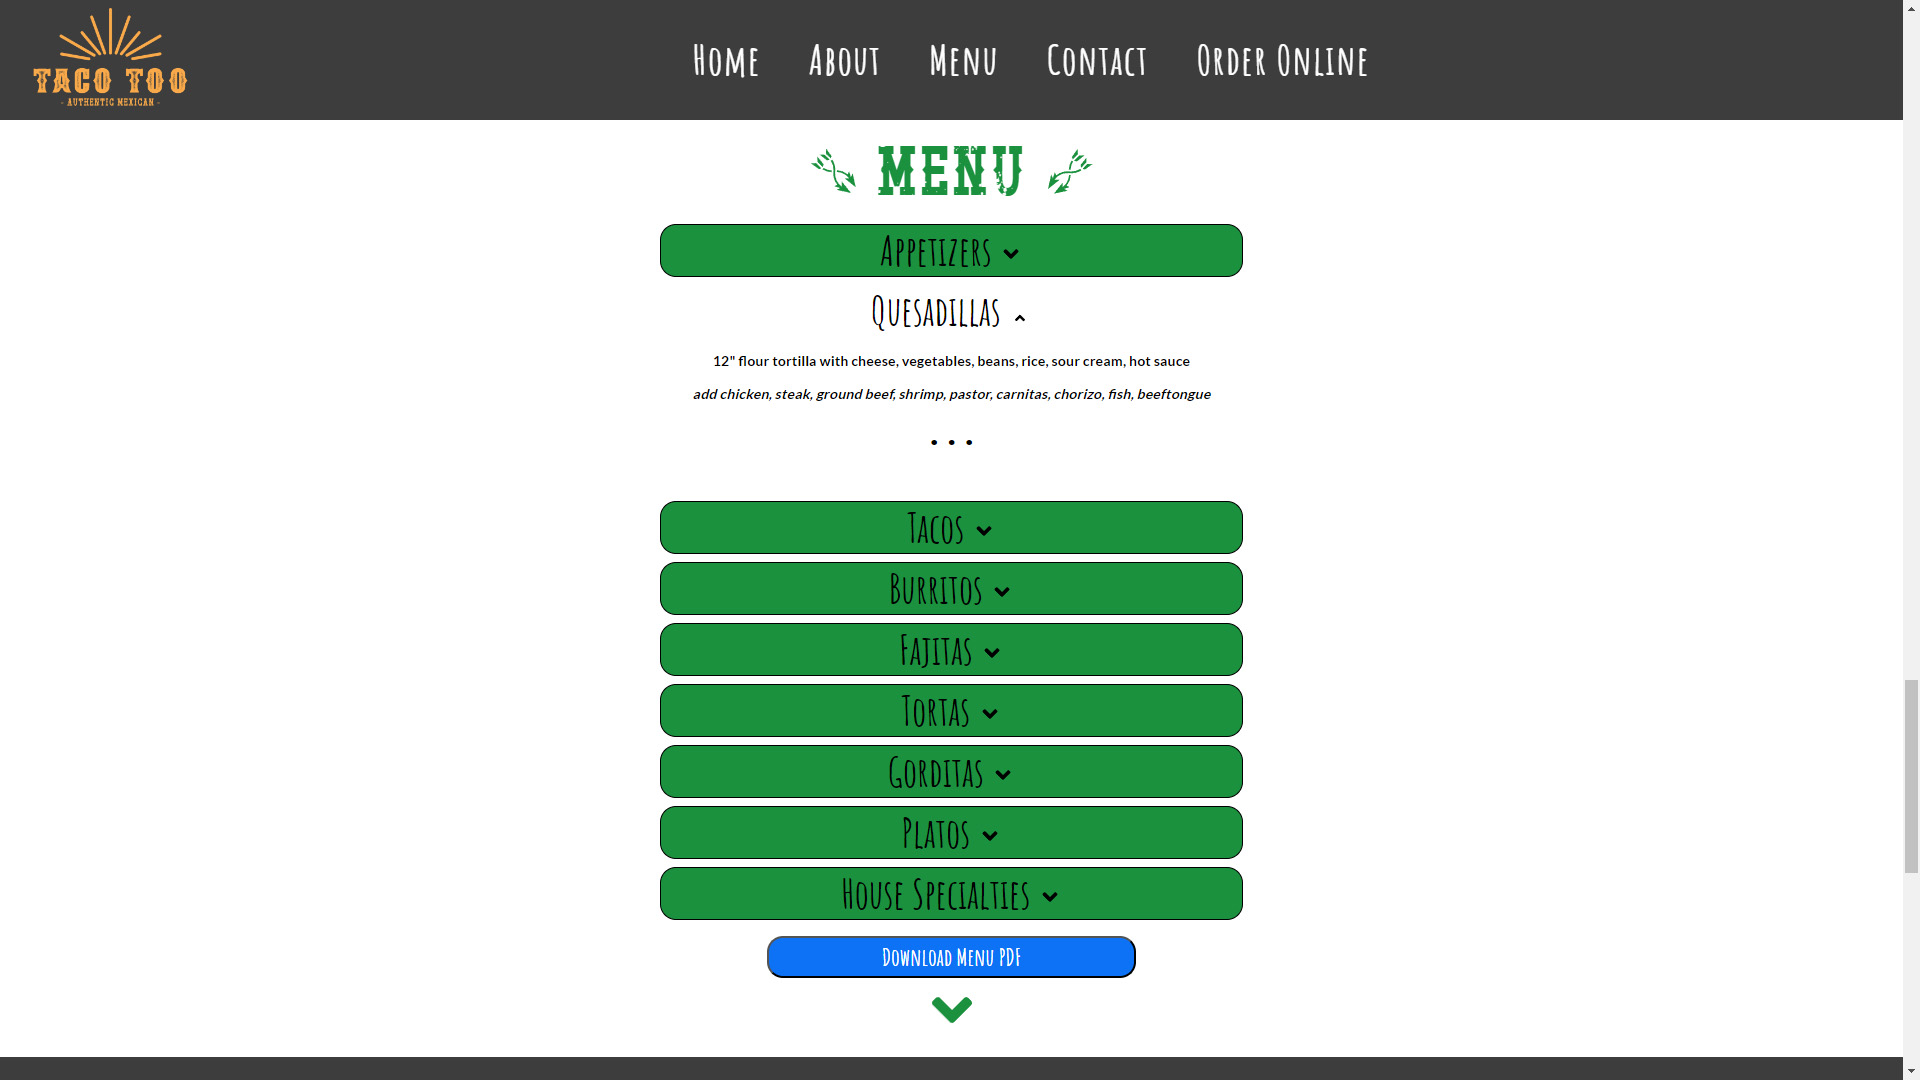 TACO TOO
- AUTHENTIC MEXICAN -
Home About Menu Contact Order Online
MENU
Appetizers
Quesadillas
12" flour tortilla with cheese, vegetables, beans, rice, sour cream, hot sauce
add chicken, steak, ground beef, shrimp, pastor, carnitas, chorizo, fish, beeftongue
• • •
Tacos
Burritos
Fajitas
Tortas
Gorditas
Platos
House Specialties
Download Menu PDF